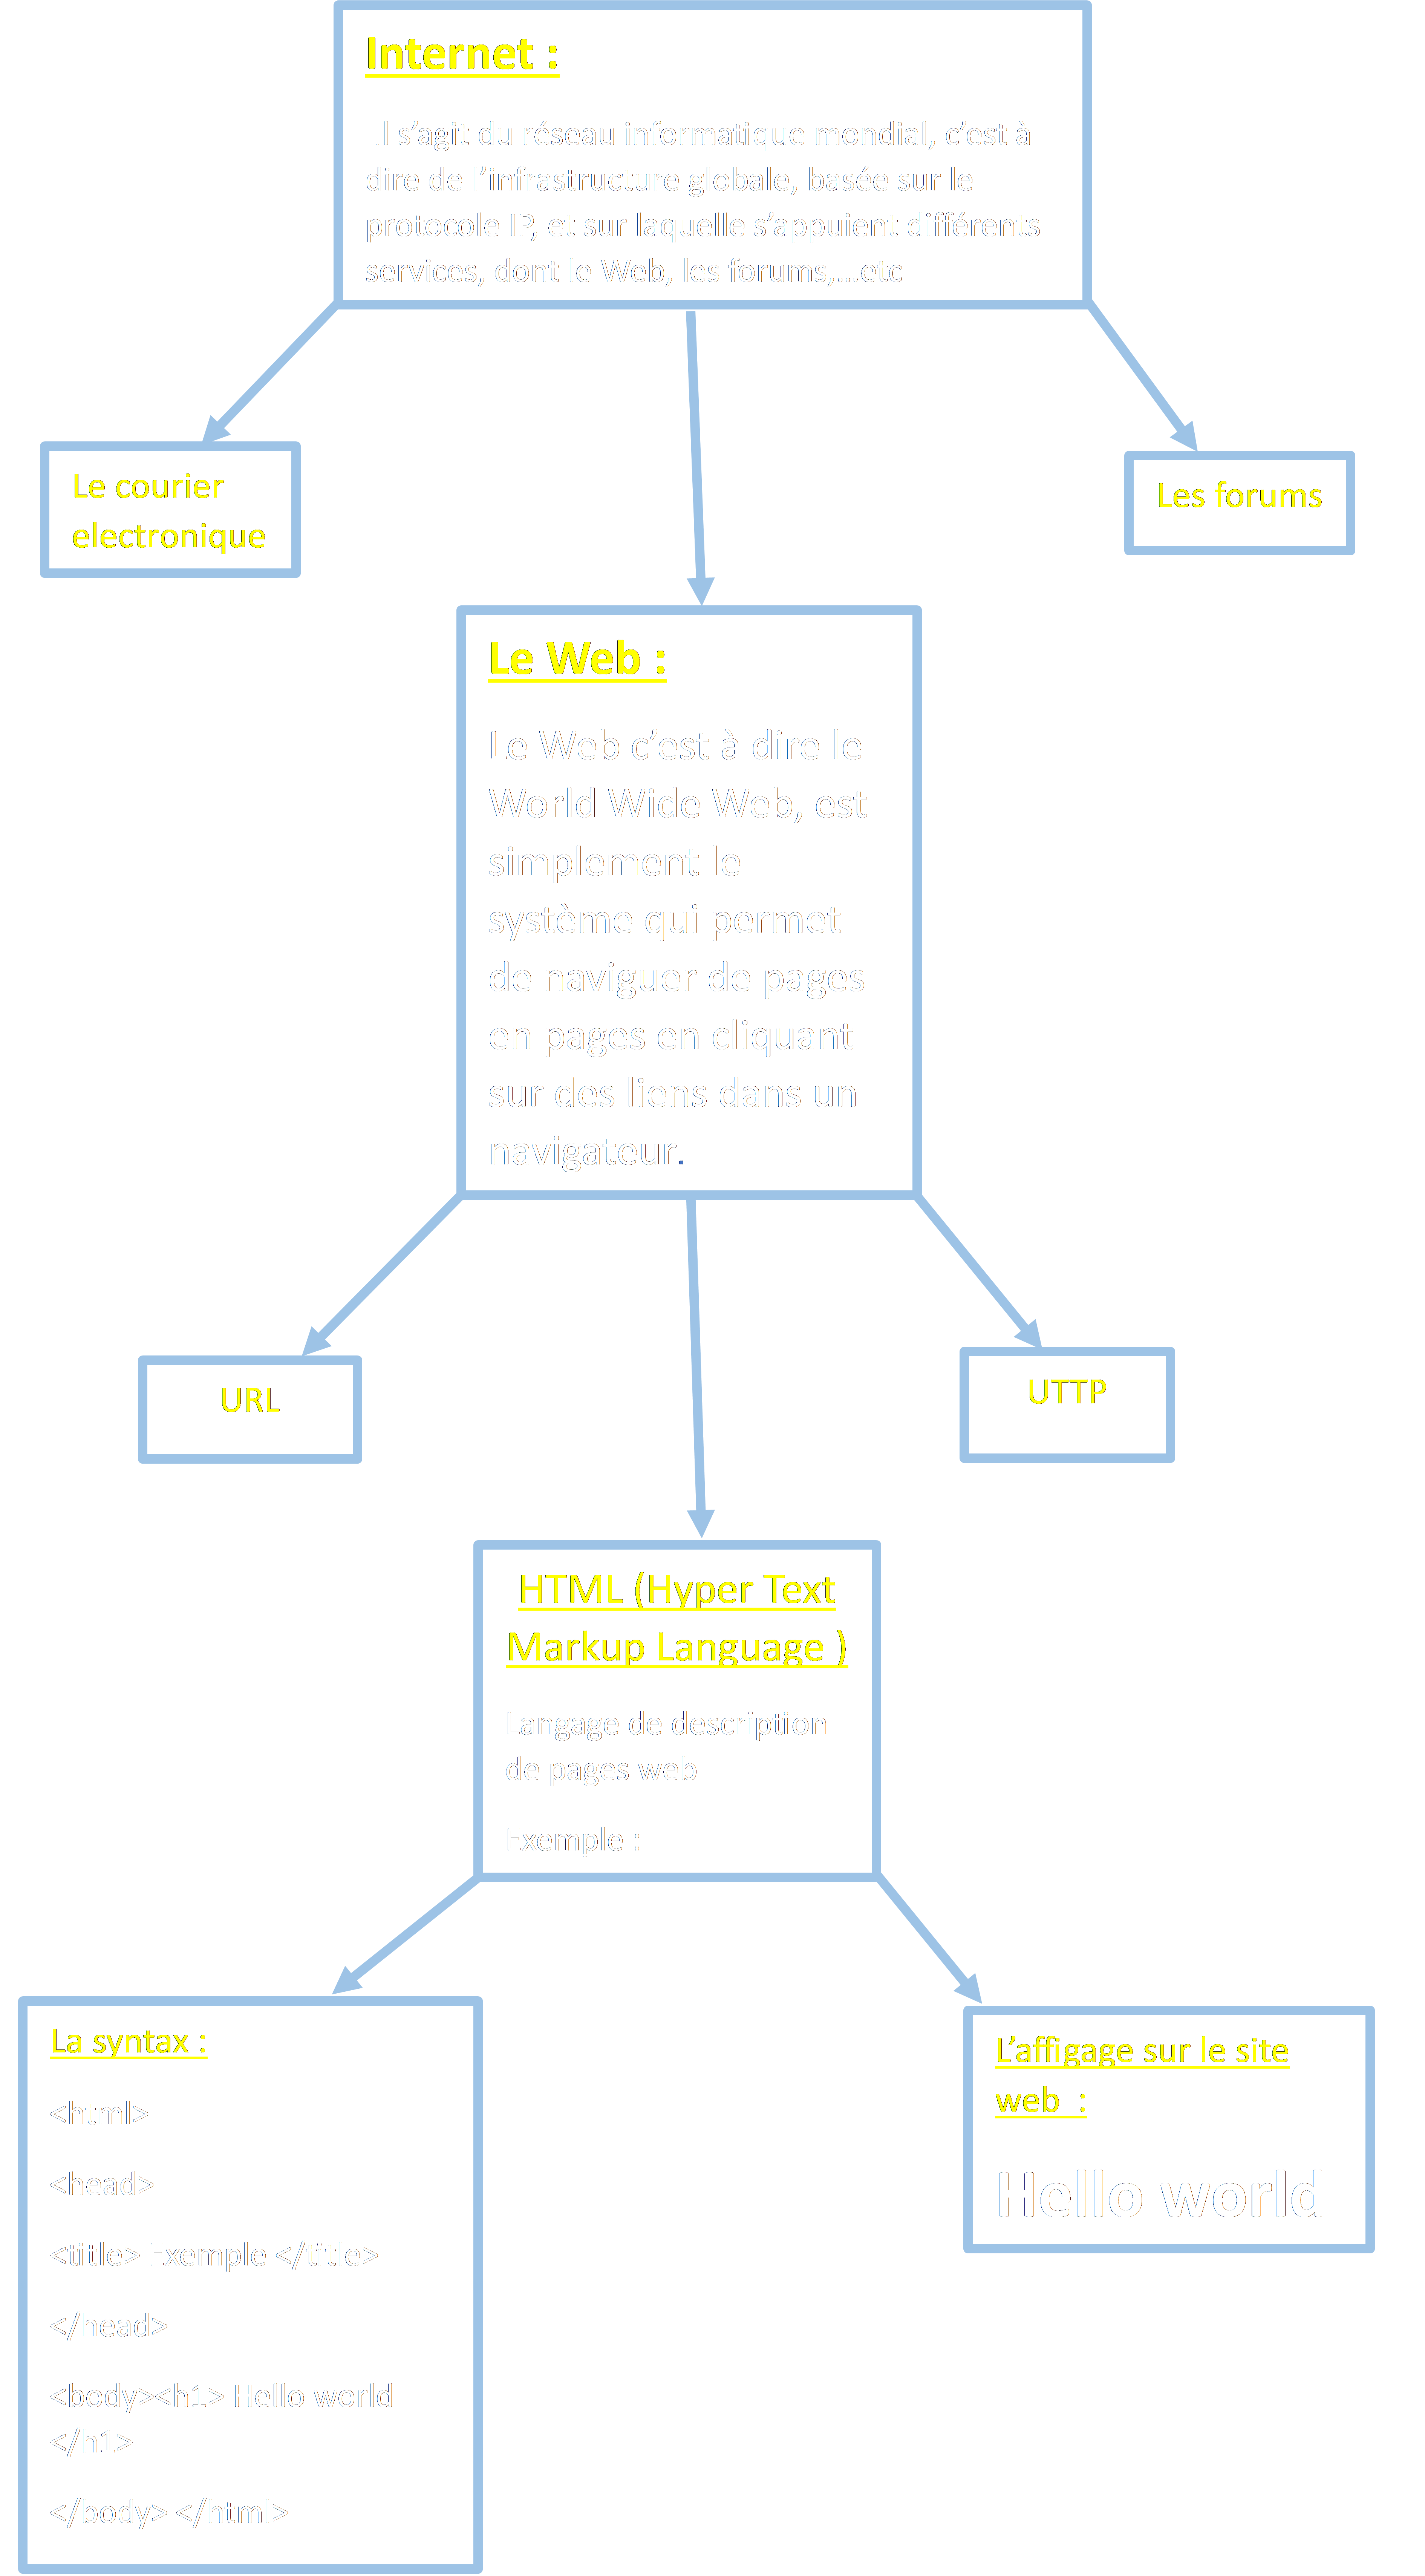 Internet :
Il s’agit du réseau informatique mondial, c’est à
dire de l’infrastructure globale, basée sur le
protocole IP, et sur laquelle s’appuient différents
services, dont le Web, les forums,...etc
Le courier
electronique
Les forums
Le Web :
Le Web c’est à dire le
World Wide Web, est
simplement le
système qui permet
de naviguer de pages
en pages en cliquant
sur des liens dans un
navigateur.
URL
UTTP
HTML (Hyper Text
Markup Language )
Langage de description
de pages web
Exemple :
La syntax :
<html>
<head>
<title> Exemple </title>
</head>
<body><h1> Hello world
</h1>
</body> </html>
L’affigage sur le site
web  :
Hello world